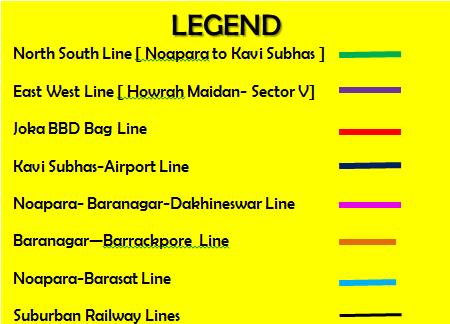 LEGEND
North South Line [ Noapara to Kavi Subhas ]
East West Line [ Howrah Maidan- Sector V]
Joka BBD Bag Line
Kavi Subhas-Airport Line
Noapara- Baranagar-Dakhineswar Line
Baranagar—Barrackpore Line
Noapara-Barasat Line
Suburban Railway Lines